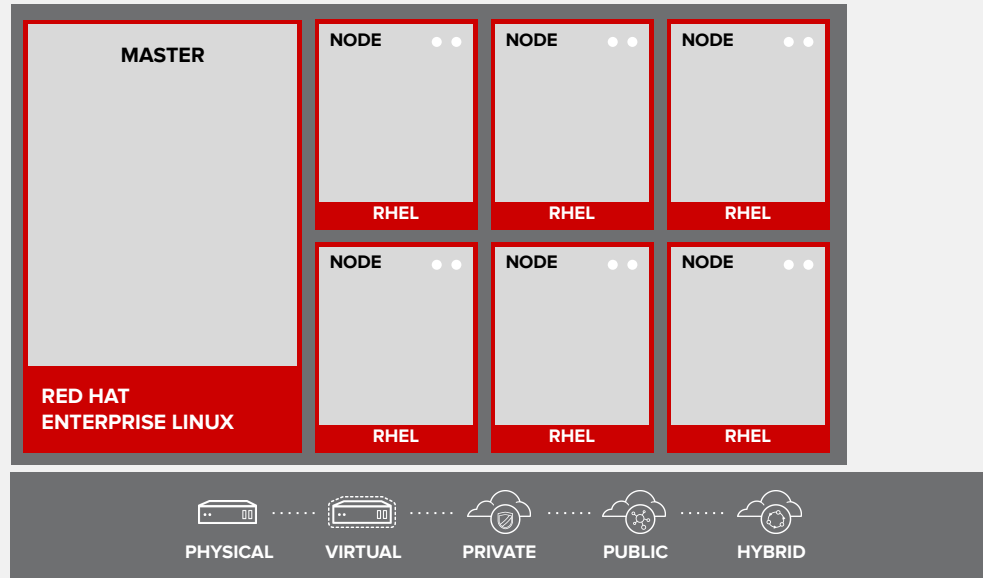 MASTER
RED HAT
ENTERPRISE LINUX
NODE
RHEL
NODE
RHEL
NODE
RHEL
NODE
RHEL
NODE
RHEL
NODE
RHEL
PHYSICAL
VIRTUAL
PRIVATE
PUBLIC
HYBRID